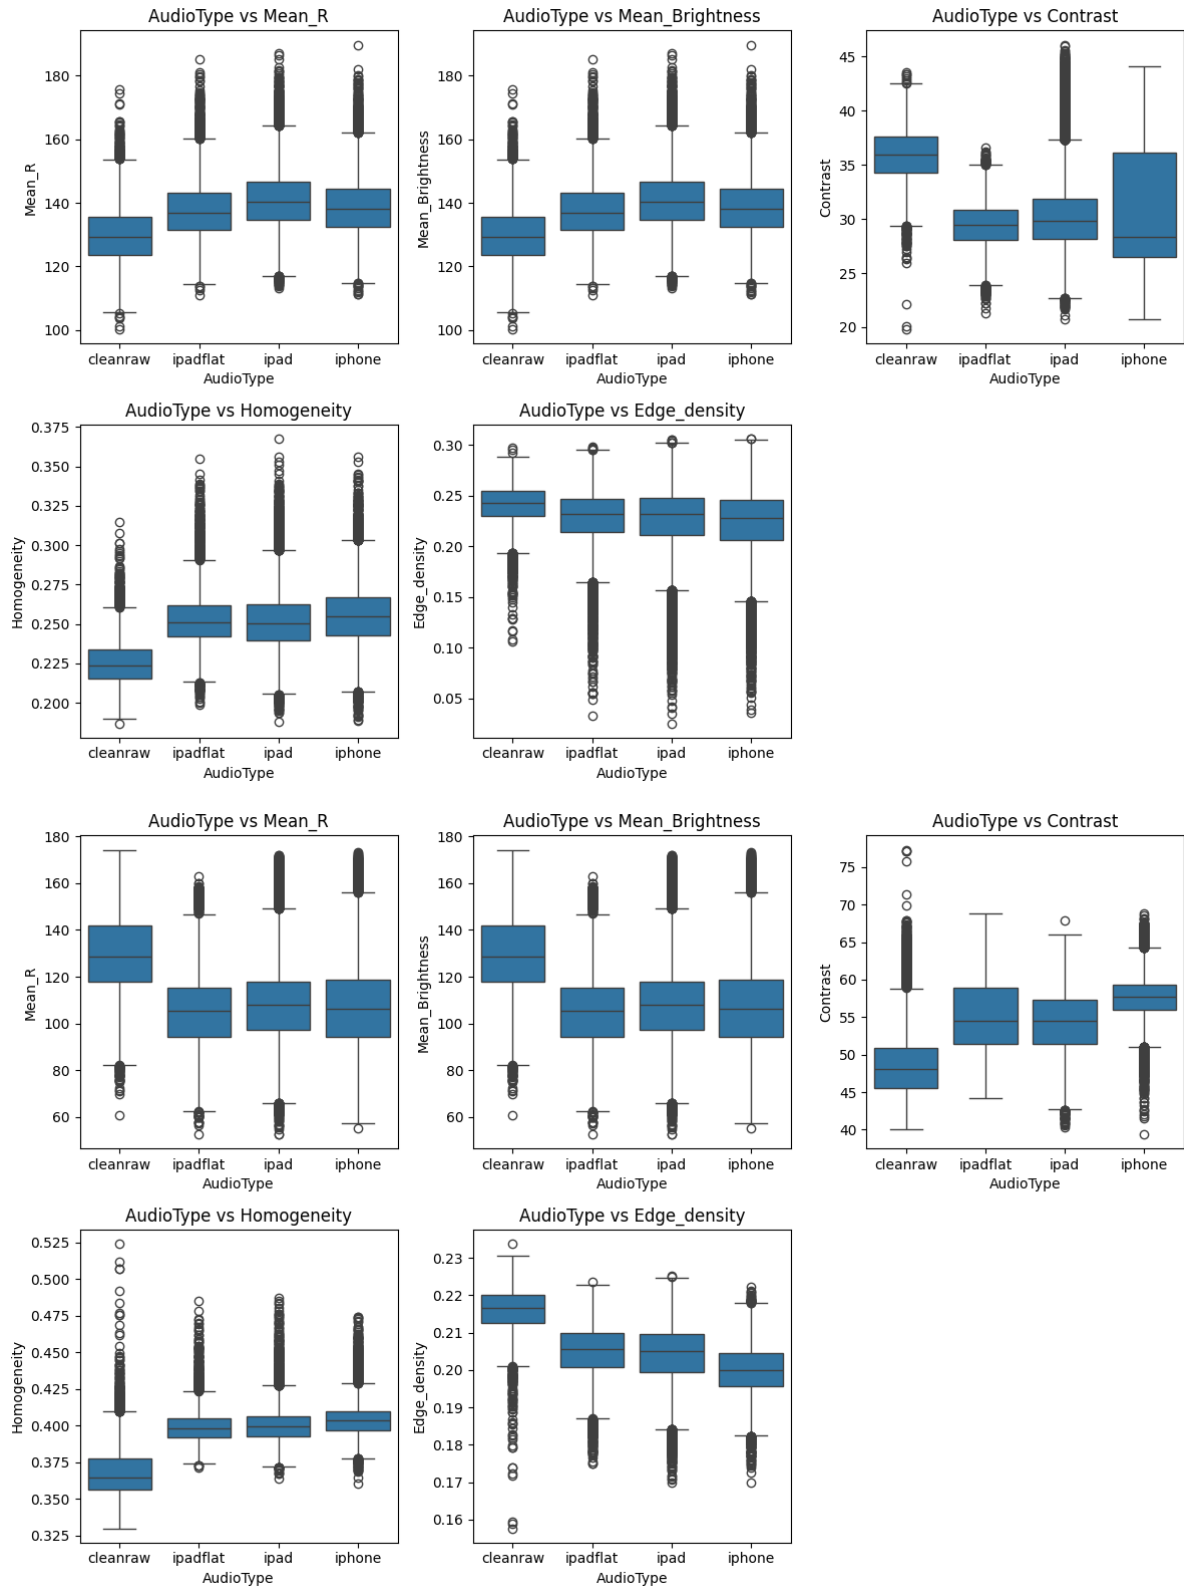 AudioType vs Mean_R
AudioType vs Mean_Brightness
AudioType vs Contrast
Mean_R
180
160
140
120
100
cleanraw ipadflat ipad iphone
AudioType
Mean_Brightness
180
160
140
120
100
cleanraw ipadflat ipad iphone
AudioType
Contrast
45
40
35
30
25
20
cleanraw ipadflat ipad iphone
AudioType
AudioType vs Homogeneity
AudioType vs Edge_density
Homogeneity
0.375
0.350
0.325
0.300
0.275
0.250
0.225
0.200
cleanraw ipadflat ipad iphone
AudioType
Edge_density
0.30
0.25
0.20
0.15
0.10
0.05
cleanraw ipadflat ipad iphone
AudioType
AudioType vs Mean_R
AudioType vs Mean_Brightness
AudioType vs Contrast
Mean_R
180
160
140
120
100
80
60
cleanraw ipadflat ipad iphone
AudioType
Mean_Brightness
180
160
140
120
100
80
60
cleanraw ipadflat ipad iphone
AudioType
Contrast
75
70
65
60
55
50
45
40
cleanraw ipadflat ipad iphone
AudioType
AudioType vs Homogeneity
AudioType vs Edge_density
Homogeneity
0.525
0.500
0.475
0.450
0.425
0.400
0.375
0.350
0.325
cleanraw ipadflat ipad iphone
AudioType
Edge_density
0.23
0.22
0.21
0.20
0.19
0.18
0.17
0.16
cleanraw ipadflat ipad iphone
AudioType